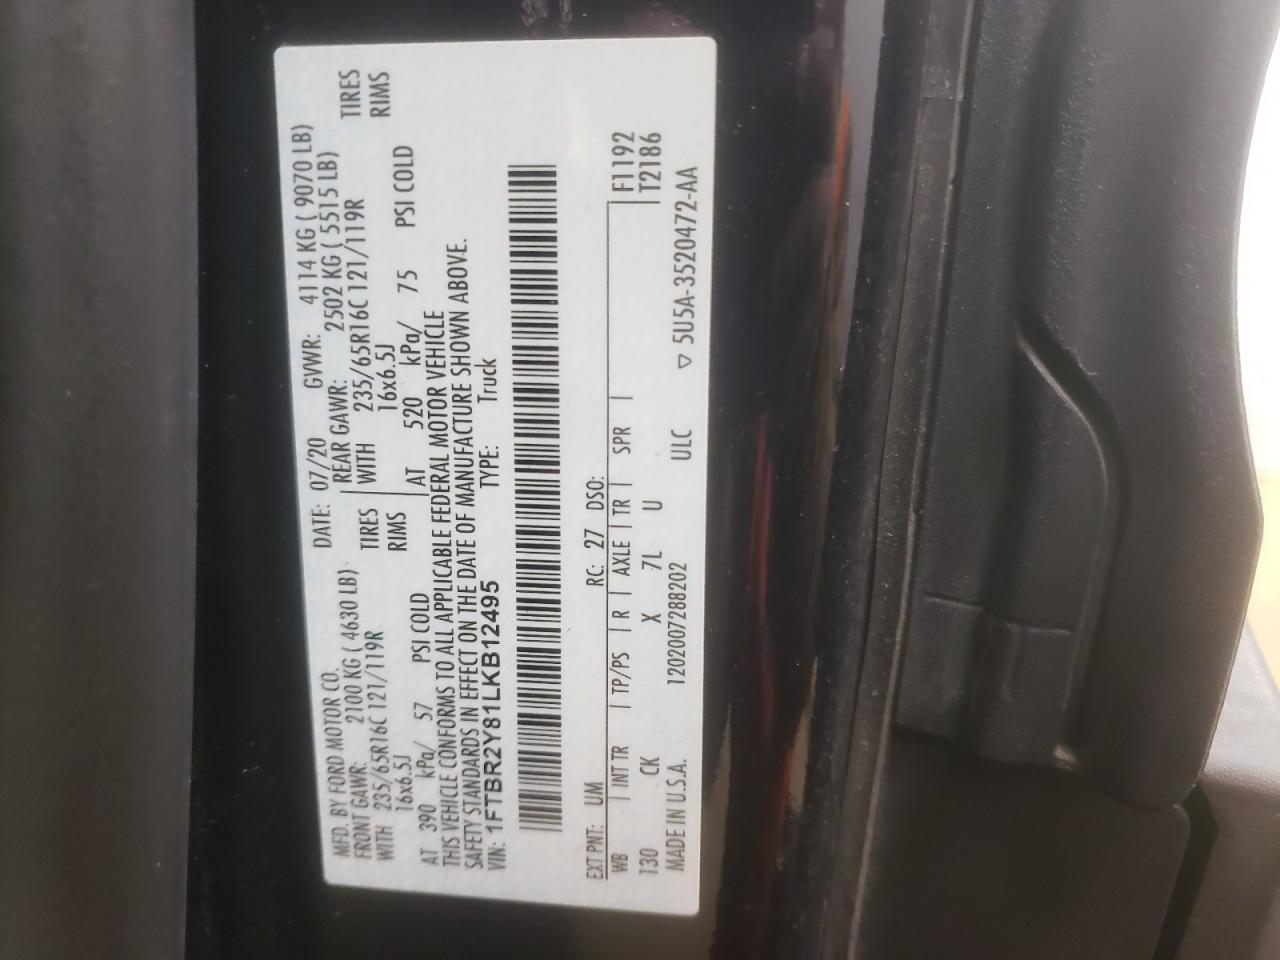 MFD. BY FORD MOTOR CO. DATE: 07/20 GVWR: 4114 KG ( 9070 LB)
FRONT GAWR: 2100 KG ( 4630 LB) REAR GAWR: 2502 KG ( 5515 LB)
WITH 235/65R16C 121/119R TIRES WITH 235/65R16C 121/119R TIRES
16x6.5J RIMS 16x6.5J RIMS
AT 390 kPa/ 57 PSI COLD AT 520 kPa/ 75 PSI COLD
THIS VEHICLE CONFORMS TO ALL APPLICABLE FEDERAL MOTOR VEHICLE
SAFETY STANDARDS IN EFFECT ON THE DATE OF MANUFACTURE SHOWN ABOVE.
VIN: 1FTBR2Y81LKB12495 TYPE: Truck
EXT PNT: UM RC: 27 DSO:
WB | INT TR | TP/PS | R | AXLE | TR | SPR | F1192
130 CK X 7L U T2186
MADE IN U.S.A. 1202007288202 ULC ▽ 5U5A-3520472-AA